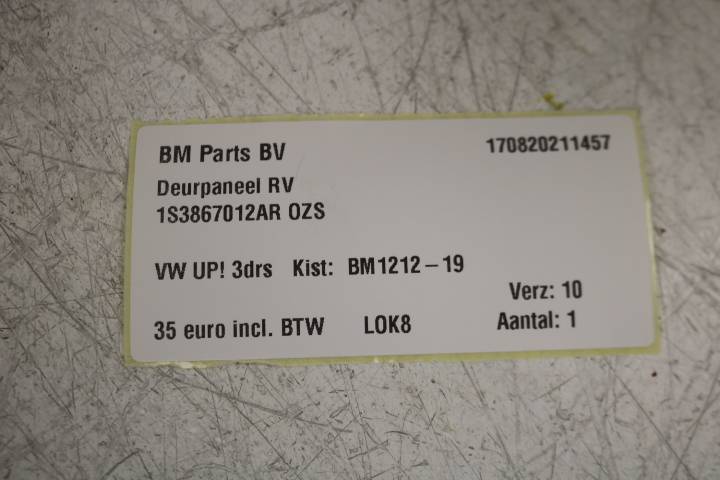 BM Parts BV 170820211457
Deurpaneel RV
1S3867012AR OZS
VW UP! 3drs Kist: BM1212-19
Verz: 10
35 euro incl. BTW LOK8 Aantal: 1